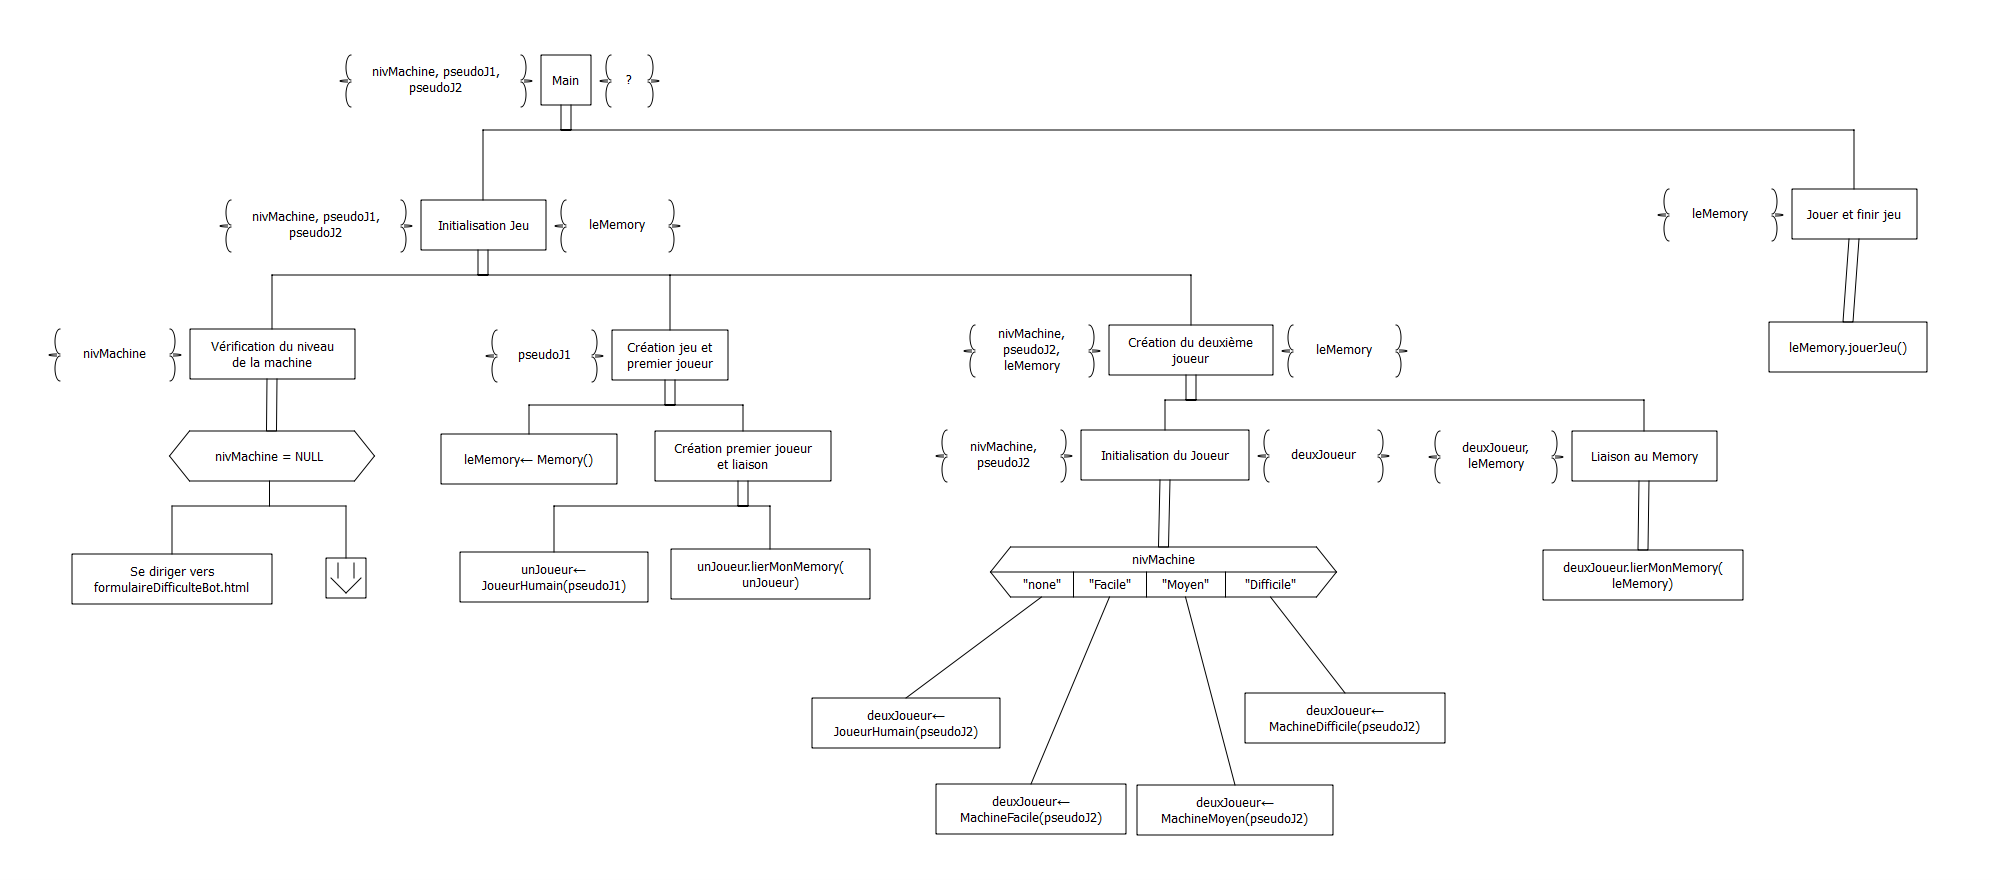 nivMachine, pseudoJ1,
pseudoJ2
Main
?
nivMachine, pseudoJ1,
pseudoJ2
Initialisation Jeu
leMemory
leMemory
Jouer et finir jeu
nivMachine
Vérification du niveau
de la machine
pseudoJ1
Création jeu et
premier joueur
nivMachine,
pseudoJ2,
leMemory
Création du deuxième
joueur
leMemory
leMemory.jouerJeu()
nivMachine = NULL
leMemory← Memory()
Création premier joueur
et liaison
nivMachine,
pseudoJ2
Initialisation du Joueur
deuxJoueur
deuxJoueur,
leMemory
Liaison au Memory
Se diriger vers
formulaireDifficulteBot.html
unJoueur←
JoueurHumain(pseudoJ1)
unJoueur.lierMonMemory(
unJoueur)
nivMachine
"none" "Facile" "Moyen" "Difficile"
deuxJoueur.lierMonMemory(
leMemory)
deuxJoueur←
JoueurHumain(pseudoJ2)
deuxJoueur←
MachineDifficile(pseudoJ2)
deuxJoueur←
MachineFacile(pseudoJ2)
deuxJoueur←
MachineMoyen(pseudoJ2)